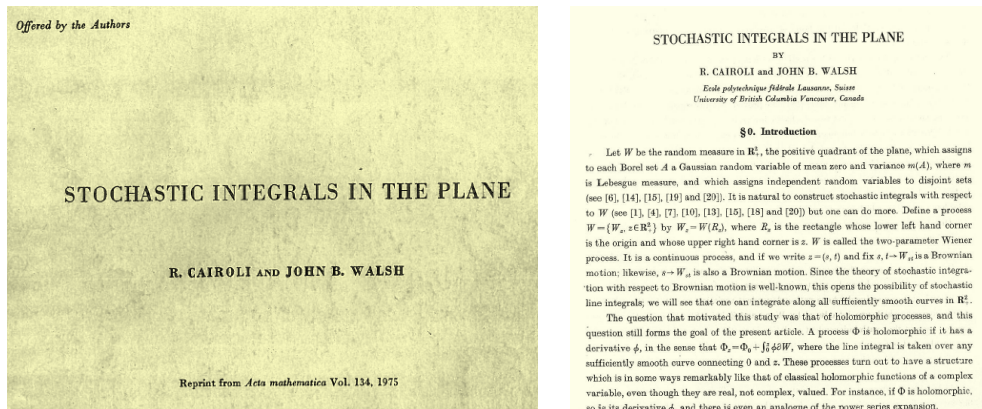 Offered by the Authors
STOCHASTIC INTEGRALS IN THE PLANE
R. CAIROLI AND JOHN B. WALSH
Reprint from Acta mathematica Vol. 134, 1975
STOCHASTIC INTEGRALS IN THE PLANE
BY
R. CAIROLI and JOHN B. WALSH
Ecole polytechnique fédérale Lausanne, Suisse
University of British Columbia Vancouver, Canada
§ 0. Introduction
Let W be the random measure in R²₊, the positive quadrant of the plane, which assigns
to each Borel set A a Gaussian random variable of mean zero and variance m(A), where m
is Lebesgue measure, and which assigns independent random variables to disjoint sets
(see [6], [14], [15], [19] and [20]). It is natural to construct stochastic integrals with respect
to W (see [1], [4], [7], [10], [13], [15], [18] and [20]) but one can do more. Define a process
W = {W_z, z∈R²₊} by W_z = W(R_z), where R_z is the rectangle whose lower left hand corner
is the origin and whose upper right hand corner is z. W is called the two-parameter Wiener
process. It is a continuous process, and if we write z = (s, t) and fix s, t→W_st is a Brownian
motion; likewise, s→W_st is also a Brownian motion. Since the theory of stochastic integra-
tion with respect to Brownian motion is well-known, this opens the possibility of stochastic
line integrals; we will see that one can integrate along all sufficiently smooth curves in R²₊.
The question that motivated this study was that of holomorphic processes, and this
question still forms the goal of the present article. A process Φ is holomorphic if it has a
derivative ϕ, in the sense that Φ_z = Φ_0 + ∫_0^z ϕ∂W, where the line integral is taken over any
sufficiently smooth curve connecting 0 and z. These processes turn out to have a structure
which is in some ways remarkably like that of classical holomorphic functions of a complex
variable, even though they are real, not complex, valued. For instance, if Φ is holomorphic,
so is its derivative ϕ, and there is even an analogue of the power series expansion.